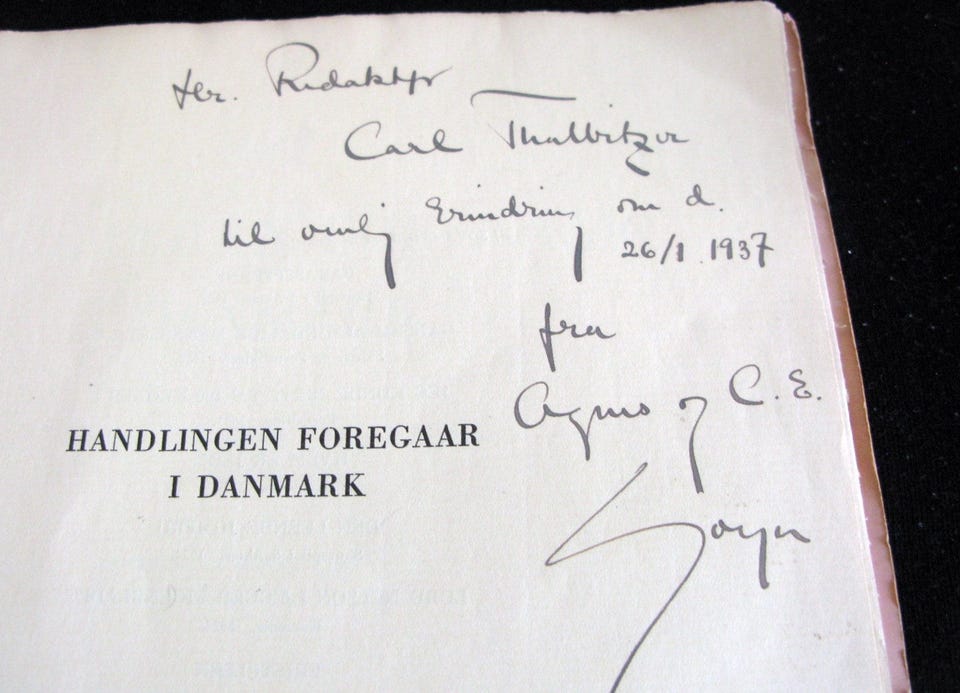 Hr. Redaktør
Carl Thalbitzer
til venlig Erindring om d.
26/1. 1937
fra
Agnes og C. E.
Soya
HANDLINGEN FOREGAAR
I DANMARK